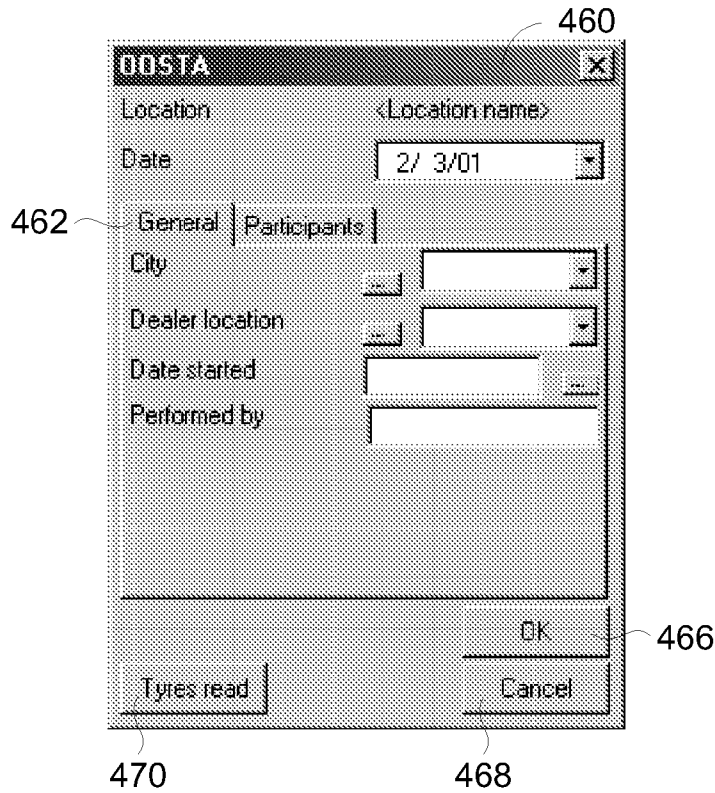 460
ODSTA
Location <Location name>
Date 2/ 3/01
462 General Participants
City ...
Dealer location ...
Date started ...
Performed by
OK 466
Tyres read Cancel
470 468